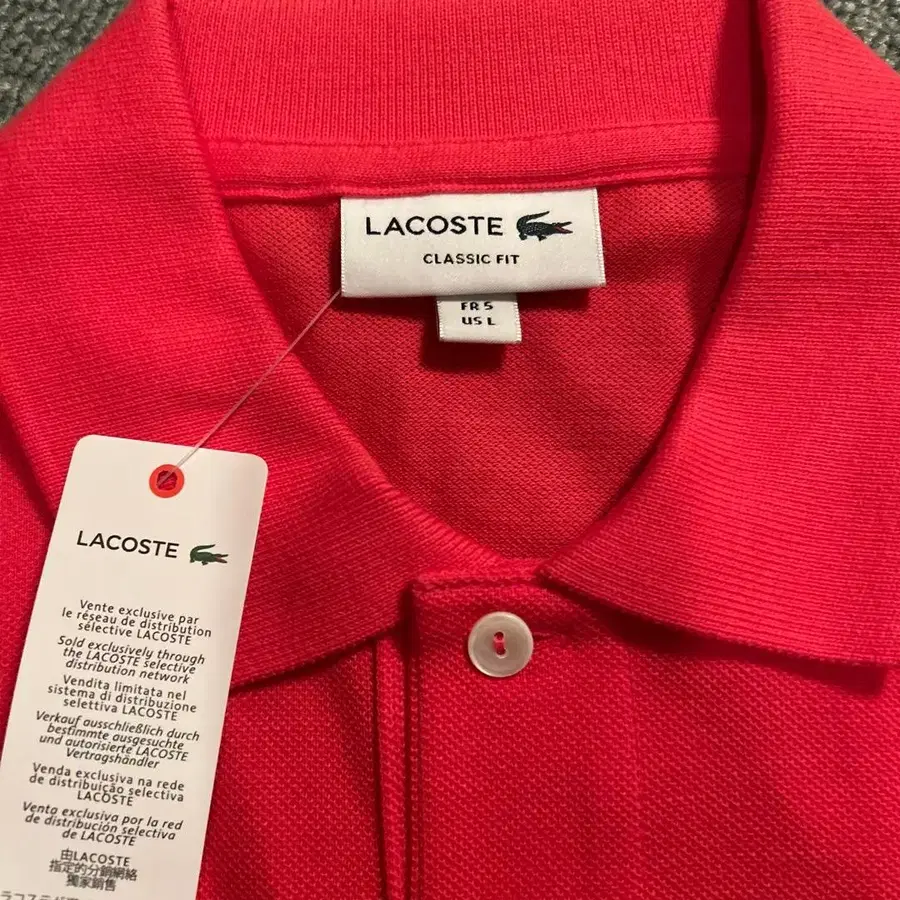 LACOSTE
CLASSIC FIT
FR 5
US L
LACOSTE
Vente exclusive par
le réseau de distribution
sélective LACOSTE
Sold exclusively through
the LACOSTE selective
distribution network
Vendita limitata nel
sistema di distribuzione
selettiva LACOSTE
Verkauf ausschließlich durch
bestimmte ausgesuchte
und autorisierte LACOSTE
Vertragshändler
Venda exclusiva na rede
de distribuição selectiva
LACOSTE
Venta exclusiva por la red
de distribución selectiva
de LACOSTE
由LACOSTE
指定的分銷網絡
獨家銷售